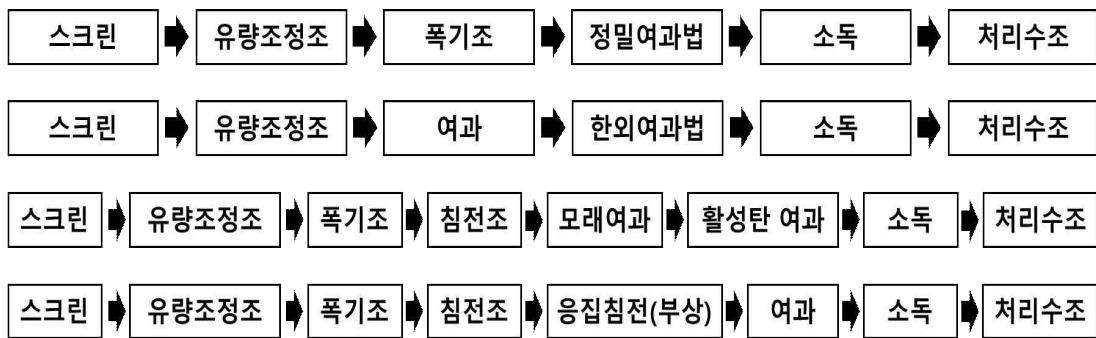 스크린 유량조정조 폭기조 정밀여과법 소독 처리수조
스크린 유량조정조 여과 한외여과법 소독 처리수조
스크린 유량조정조 폭기조 침전조 모래여과 활성탄 여과 소독 처리수조
스크린 유량조정조 폭기조 침전조 응집침전(부상) 여과 소독 처리수조